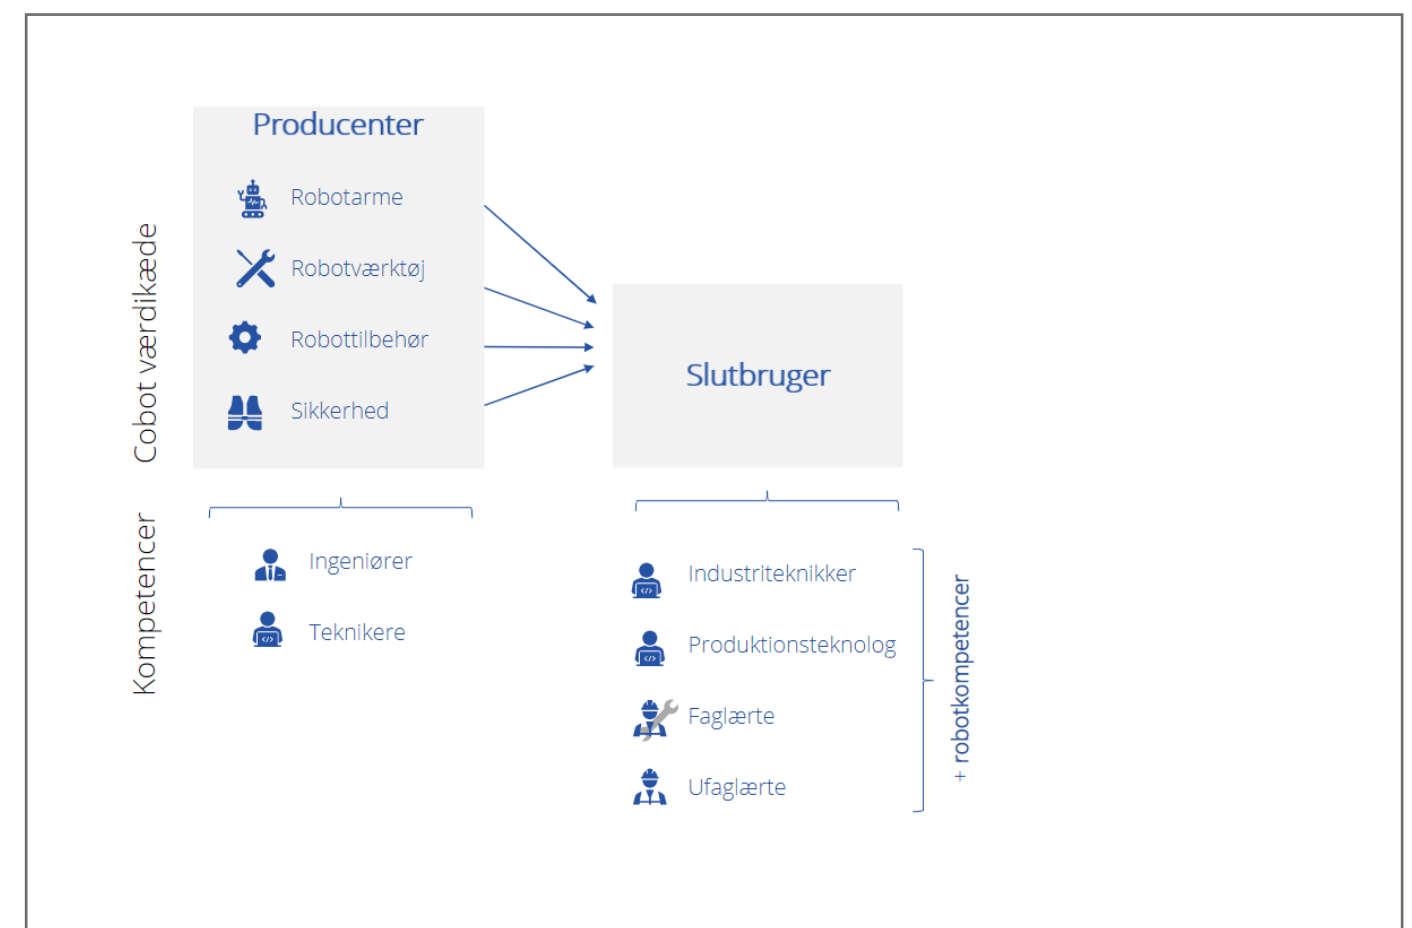 Cobot værdikæde
Producenter
Robotarme
Robotværktøj
Robottilbehør
Sikkerhed
Slutbruger
Kompetencer
Ingeniører
Teknikere
Industriteknikker
Produktionsteknolog
Faglærte
Ufaglærte
+ robotkompetencer